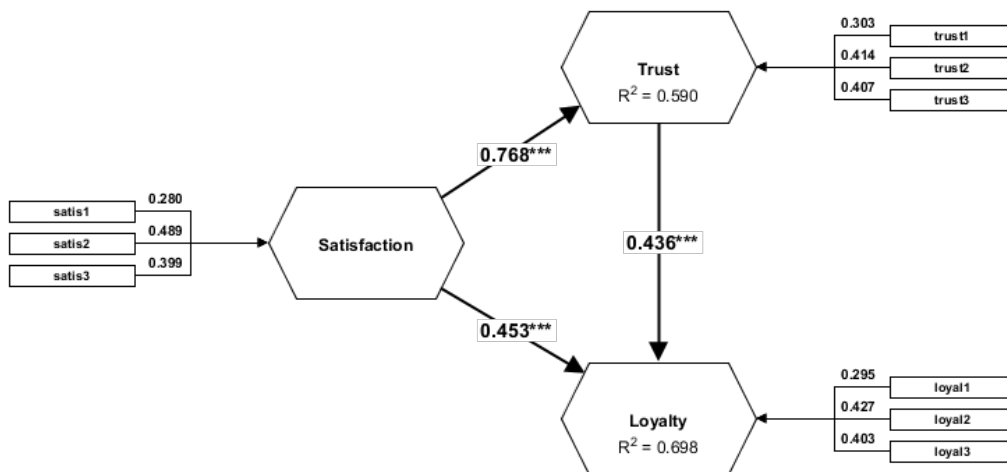 0.303
trust1
0.414
trust2
0.407
trust3
Trust
R² = 0.590
0.768***
satis1
0.280
satis2
0.489
satis3
0.399
Satisfaction
0.436***
0.453***
Loyalty
R² = 0.698
0.295
loyal1
0.427
loyal2
0.403
loyal3